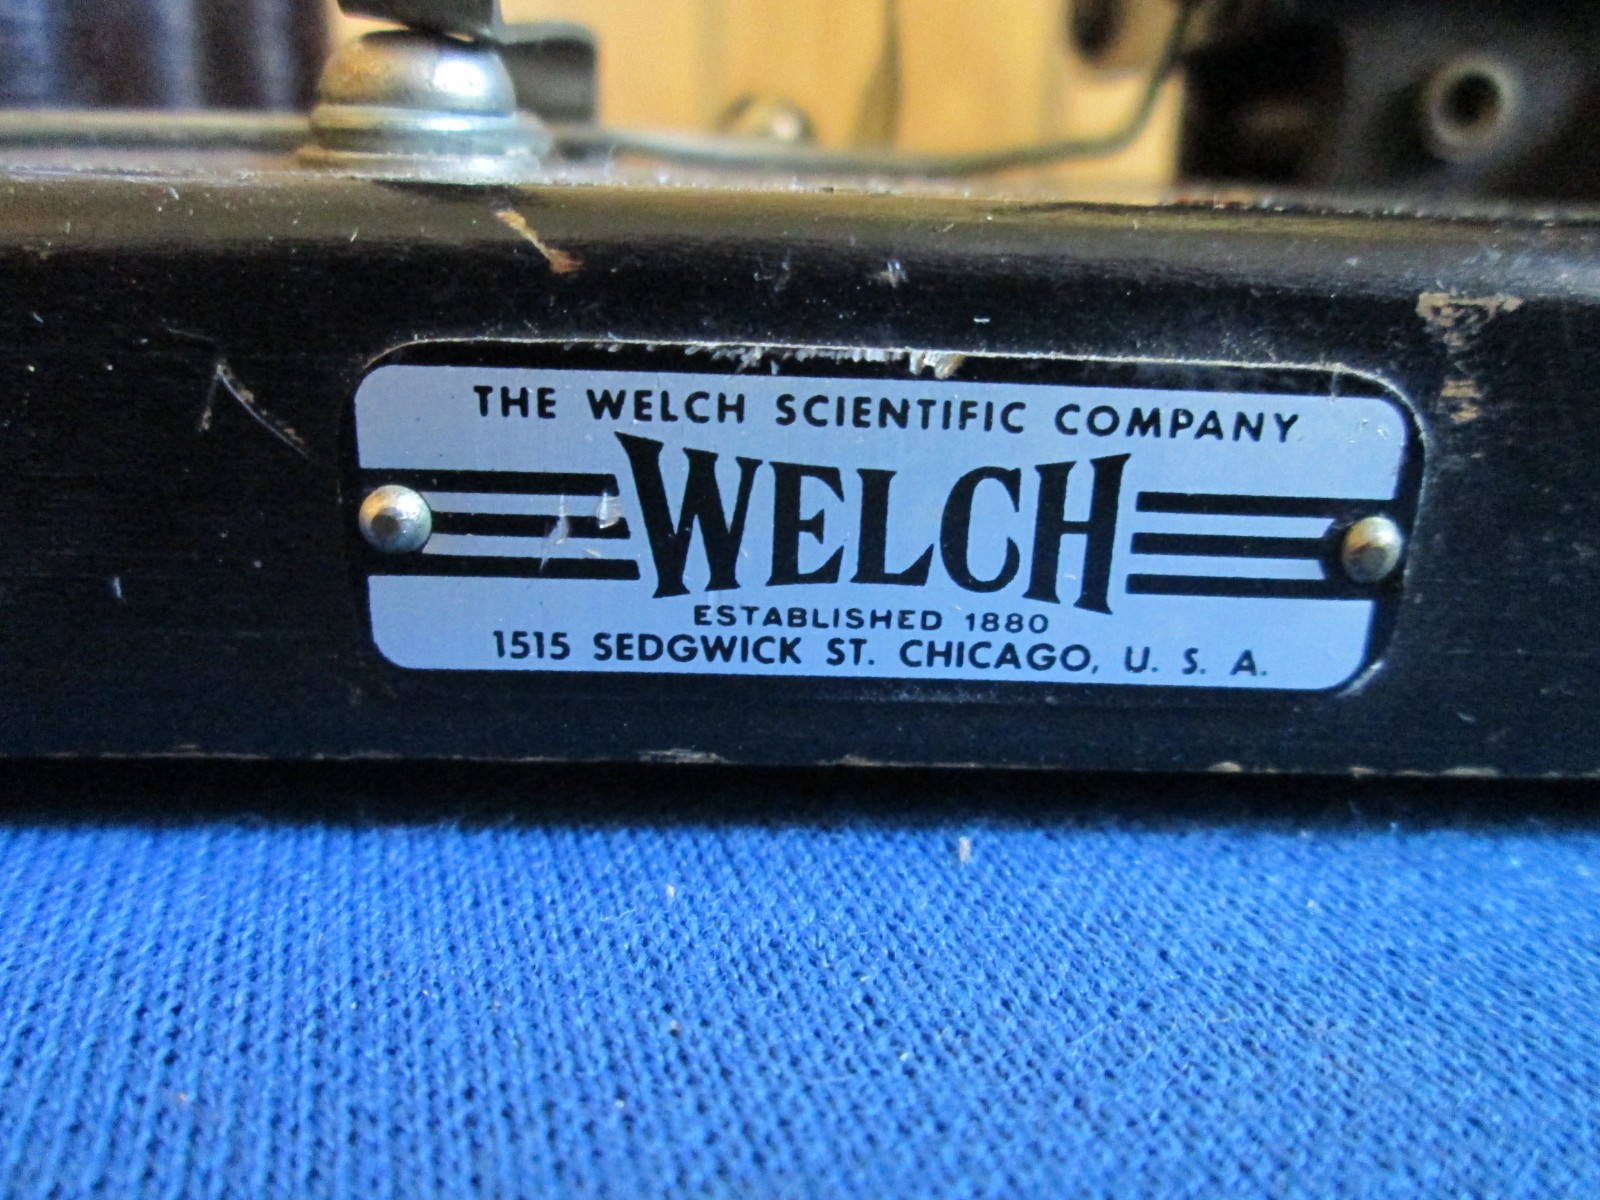 THE WELCH SCIENTIFIC COMPANY
WELCH
ESTABLISHED 1880
1515 SEDGWICK ST. CHICAGO, U. S. A.